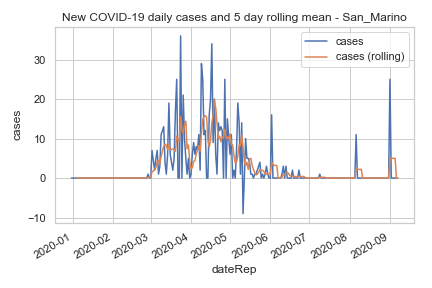 New COVID-19 daily cases and 5 day rolling mean - San_Marino
cases
cases (rolling)
cases
30
20
10
0
−10
2020-01
2020-02
2020-03
2020-04
2020-05
2020-06
2020-07
2020-08
2020-09
dateRep